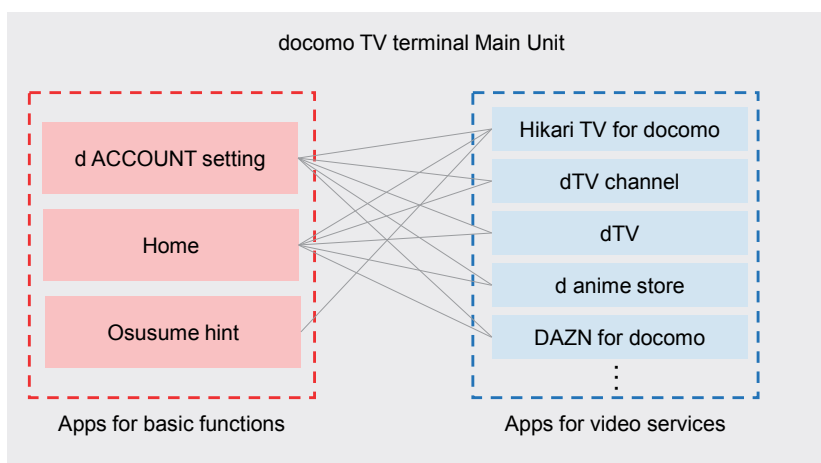 docomo TV terminal Main Unit
d ACCOUNT setting
Home
Osusume hint
Apps for basic functions
Hikari TV for docomo
dTV channel
dTV
d anime store
DAZN for docomo
⋮
Apps for video services